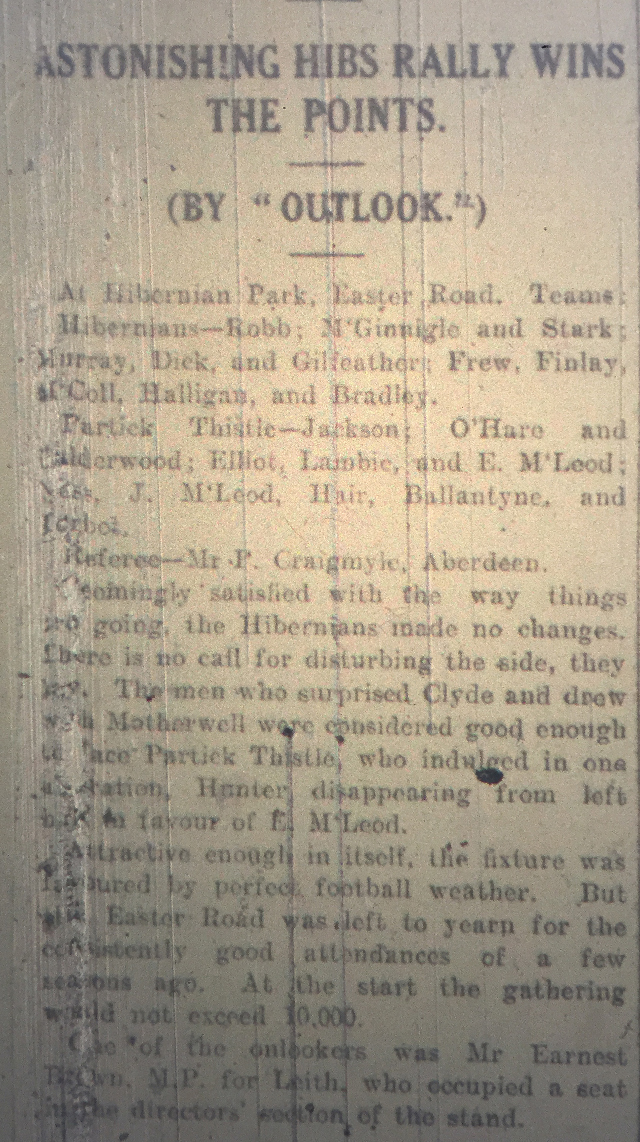 ASTONISHING HIBS RALLY WINS
THE POINTS.
(BY "OUTLOOK.")
At Hibernian Park, Easter Road. Teams:
Hibernians—Robb; M'Ginnigle and Stark;
Murray, Dick, and Gilfeather; Frew, Finlay,
M'Coll, Halligan, and Bradley.
Partick Thistle—Jackson; O'Hare and
Calderwood; Elliot, Lambie, and E. M'Leod;
Ness, J. M'Leod, Hair, Ballantyne, and
Torbet.
Referee—Mr P. Craigmyle, Aberdeen.
Seemingly satisfied with the way things
are going, the Hibernians made no changes.
There is no call for disturbing the side, they
say. The men who surprised Clyde and drew
with Motherwell were considered good enough
to face Partick Thistle, who indulged in one
alteration, Hunter disappearing from left
half in favour of E. M'Leod.
Attractive enough in itself, the fixture was
favoured by perfect football weather. But
Easter Road was left to yearn for the
consistently good attendances of a few
seasons ago. At the start the gathering
would not exceed 10,000.
One of the onlookers was Mr Earnest
Brown, M.P. for Leith, who occupied a seat
in the directors' section of the stand.